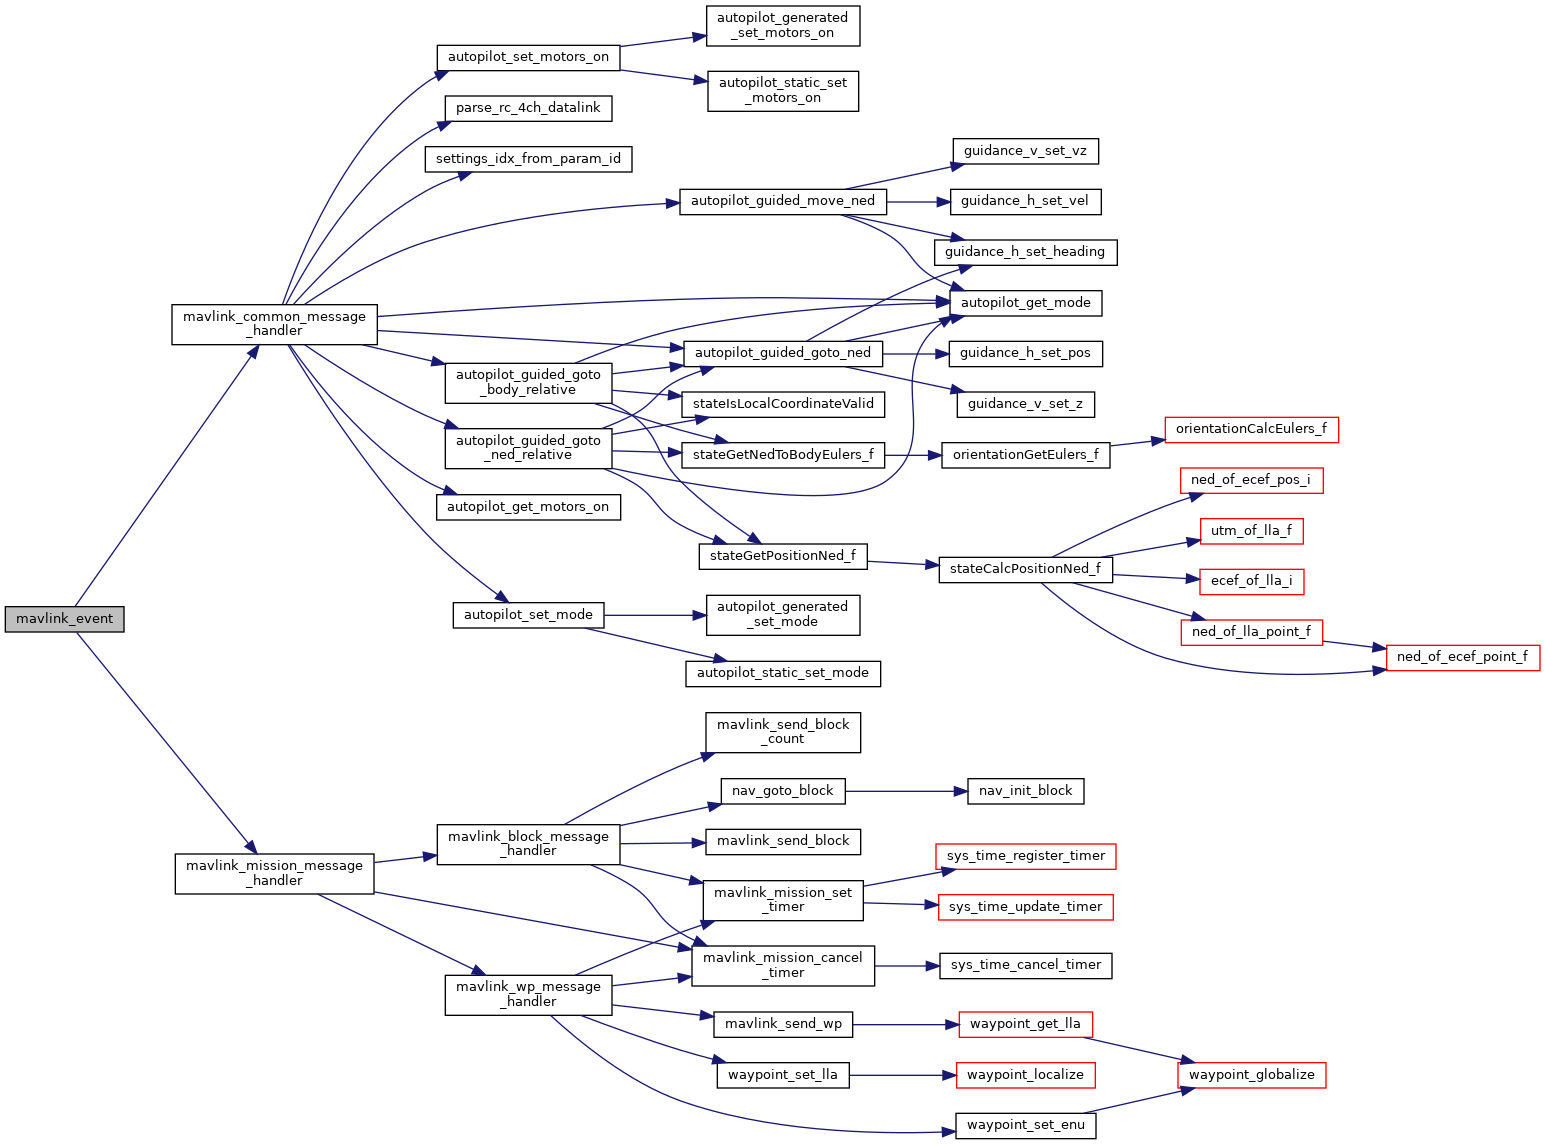 autopilot_generated
_set_motors_on
autopilot_set_motors_on
autopilot_static_set
_motors_on
parse_rc_4ch_datalink
settings_idx_from_param_id
guidance_v_set_vz
autopilot_guided_move_ned
guidance_h_set_vel
guidance_h_set_heading
mavlink_common_message
_handler
autopilot_get_mode
autopilot_guided_goto_ned
guidance_h_set_pos
autopilot_guided_goto
_body_relative
stateIsLocalCoordinateValid
guidance_v_set_z
autopilot_guided_goto
_ned_relative
stateGetNedToBodyEulers_f
orientationGetEulers_f
orientationCalcEulers_f
ned_of_ecef_pos_i
autopilot_get_motors_on
utm_of_lla_f
stateGetPositionNed_f
stateCalcPositionNed_f
ecef_of_lla_i
mavlink_event
autopilot_set_mode
autopilot_generated
_set_mode
ned_of_lla_point_f
ned_of_ecef_point_f
autopilot_static_set_mode
mavlink_send_block
_count
nav_goto_block
nav_init_block
mavlink_block_message
_handler
mavlink_send_block
mavlink_mission_message
_handler
sys_time_register_timer
mavlink_mission_set
_timer
sys_time_update_timer
mavlink_mission_cancel
_timer
sys_time_cancel_timer
mavlink_wp_message
_handler
mavlink_send_wp
waypoint_get_lla
waypoint_set_lla
waypoint_localize
waypoint_globalize
waypoint_set_enu